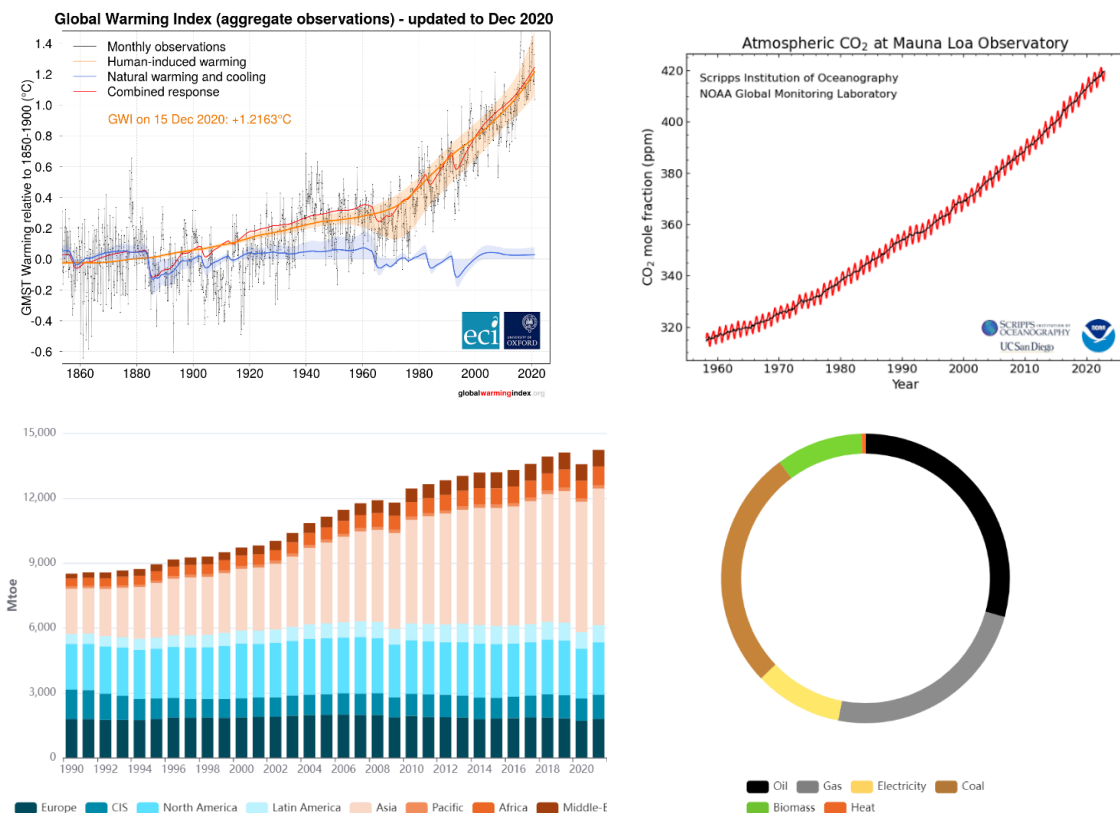 Global Warming Index (aggregate observations) - updated to Dec 2020
1.4
1.2
1.0
0.8
0.6
0.4
0.2
0.0
-0.2
-0.4
-0.6
GMST Warming relative to 1850-1900 (°C)
Monthly observations
Human-induced warming
Natural warming and cooling
Combined response
GWI on 15 Dec 2020: +1.2163°C
eci
UNIVERSITY OF
OXFORD
1860 1880 1900 1920 1940 1960 1980 2000 2020
globalwarmingindex.org
Atmospheric CO₂ at Mauna Loa Observatory
Scripps Institution of Oceanography
NOAA Global Monitoring Laboratory
420
400
380
360
340
320
CO₂ mole fraction (ppm)
SCRIPPS INSTITUTION OF
OCEANOGRAPHY
UC San Diego
NOAA
1960 1970 1980 1990 2000 2010 2020
Year
15,000
12,000
9,000
6,000
3,000
0
Mtoe
1990 1992 1994 1996 1998 2000 2002 2004 2006 2008 2010 2012 2014 2016 2018 2020
Europe CIS North America Latin America Asia Pacific Africa Middle-E
Oil Gas Electricity Coal
Biomass Heat